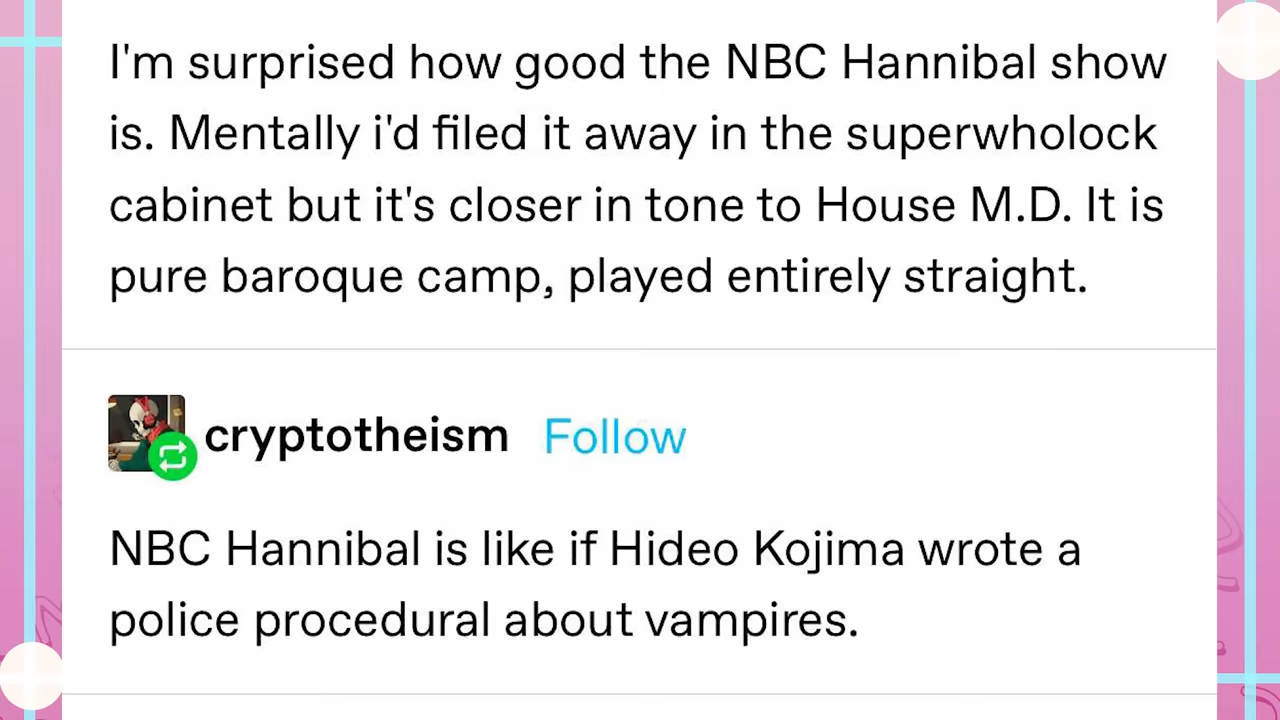 I'm surprised how good the NBC Hannibal show
is. Mentally i'd filed it away in the superwholock
cabinet but it's closer in tone to House M.D. It is
pure baroque camp, played entirely straight.
cryptotheism Follow
NBC Hannibal is like if Hideo Kojima wrote a
police procedural about vampires.